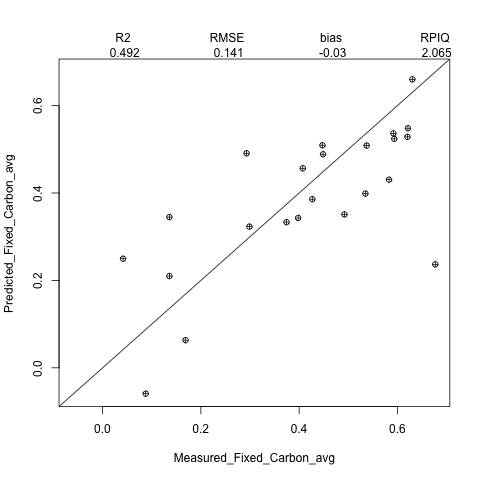 R2 RMSE bias RPIQ
0.492 0.141 -0.03 2.065
Predicted_Fixed_Carbon_avg
0.6
0.4
0.2
0.0
0.0 0.2 0.4 0.6
Measured_Fixed_Carbon_avg